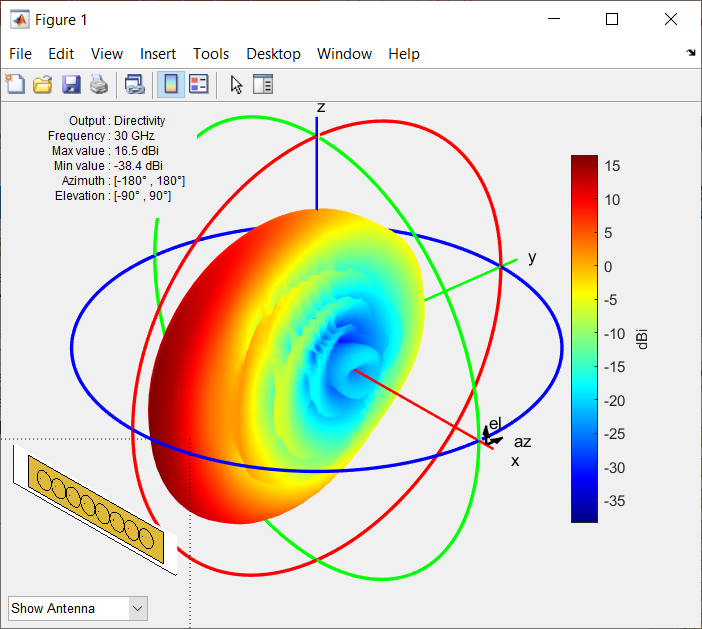 Figure 1
File Edit View Insert Tools Desktop Window Help
Output : Directivity
Frequency : 30 GHz
Max value : 16.5 dBi
Min value : -38.4 dBi
Azimuth : [-180° , 180°]
Elevation : [-90° , 90°]
z
y
el
az
x
15
10
5
0
-5
-10
-15
-20
-25
-30
-35
dBi
Show Antenna